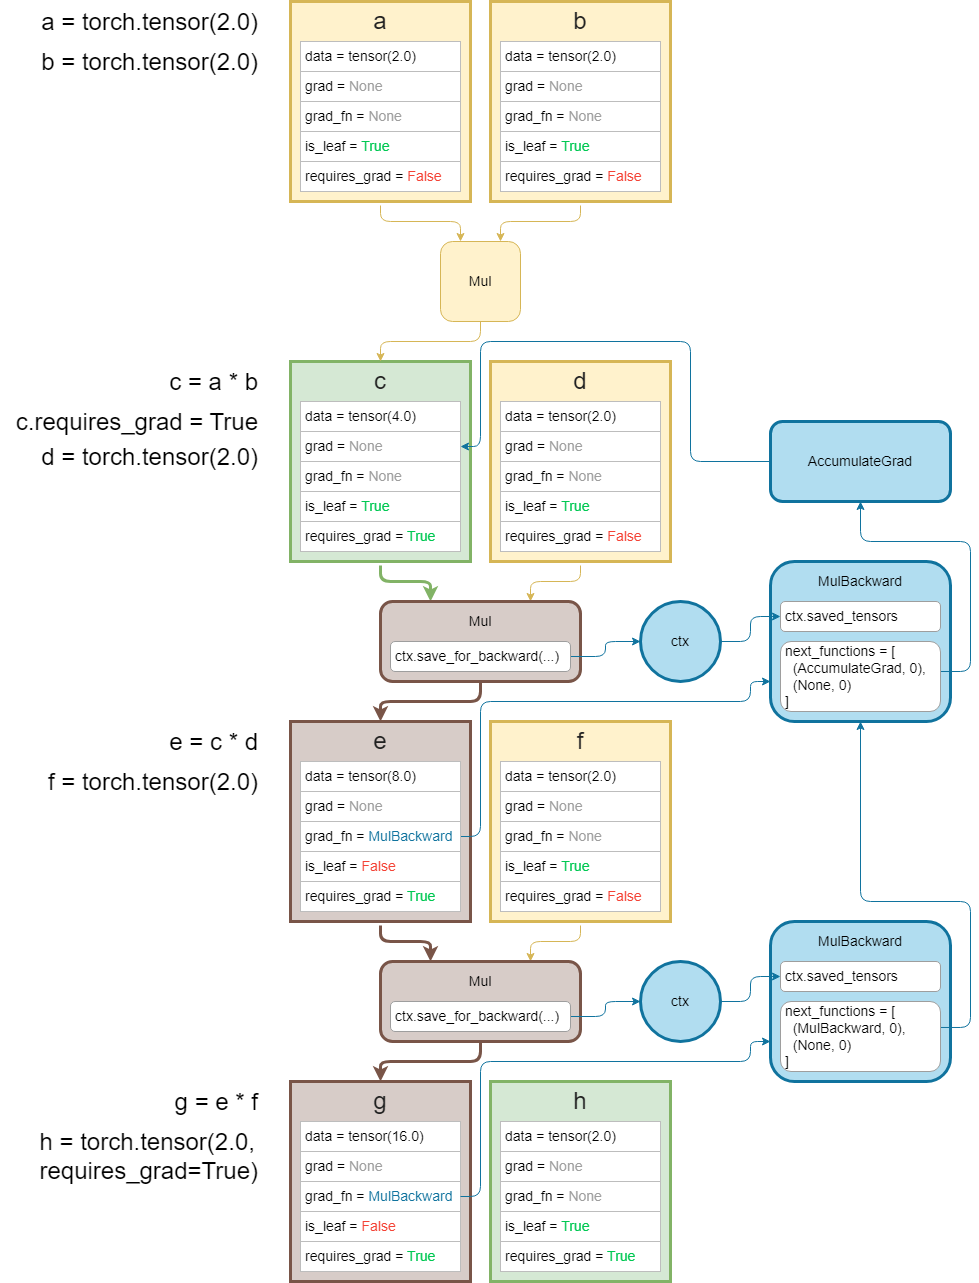 a = torch.tensor(2.0)
b = torch.tensor(2.0)
a
data = tensor(2.0)
grad = None
grad_fn = None
is_leaf = True
requires_grad = False
b
data = tensor(2.0)
grad = None
grad_fn = None
is_leaf = True
requires_grad = False
Mul
c = a * b
c.requires_grad = True
d = torch.tensor(2.0)
c
data = tensor(4.0)
grad = None
grad_fn = None
is_leaf = True
requires_grad = True
d
data = tensor(2.0)
grad = None
grad_fn = None
is_leaf = True
requires_grad = False
AccumulateGrad
Mul
ctx.save_for_backward(...)
ctx
MulBackward
ctx.saved_tensors
next_functions = [
(AccumulateGrad, 0),
(None, 0)
]
e = c * d
f = torch.tensor(2.0)
e
data = tensor(8.0)
grad = None
grad_fn = MulBackward
is_leaf = False
requires_grad = True
f
data = tensor(2.0)
grad = None
grad_fn = None
is_leaf = True
requires_grad = False
Mul
ctx.save_for_backward(...)
ctx
MulBackward
ctx.saved_tensors
next_functions = [
(MulBackward, 0),
(None, 0)
]
g = e * f
h = torch.tensor(2.0,
requires_grad=True)
g
data = tensor(16.0)
grad = None
grad_fn = MulBackward
is_leaf = False
requires_grad = True
h
data = tensor(2.0)
grad = None
grad_fn = None
is_leaf = True
requires_grad = True